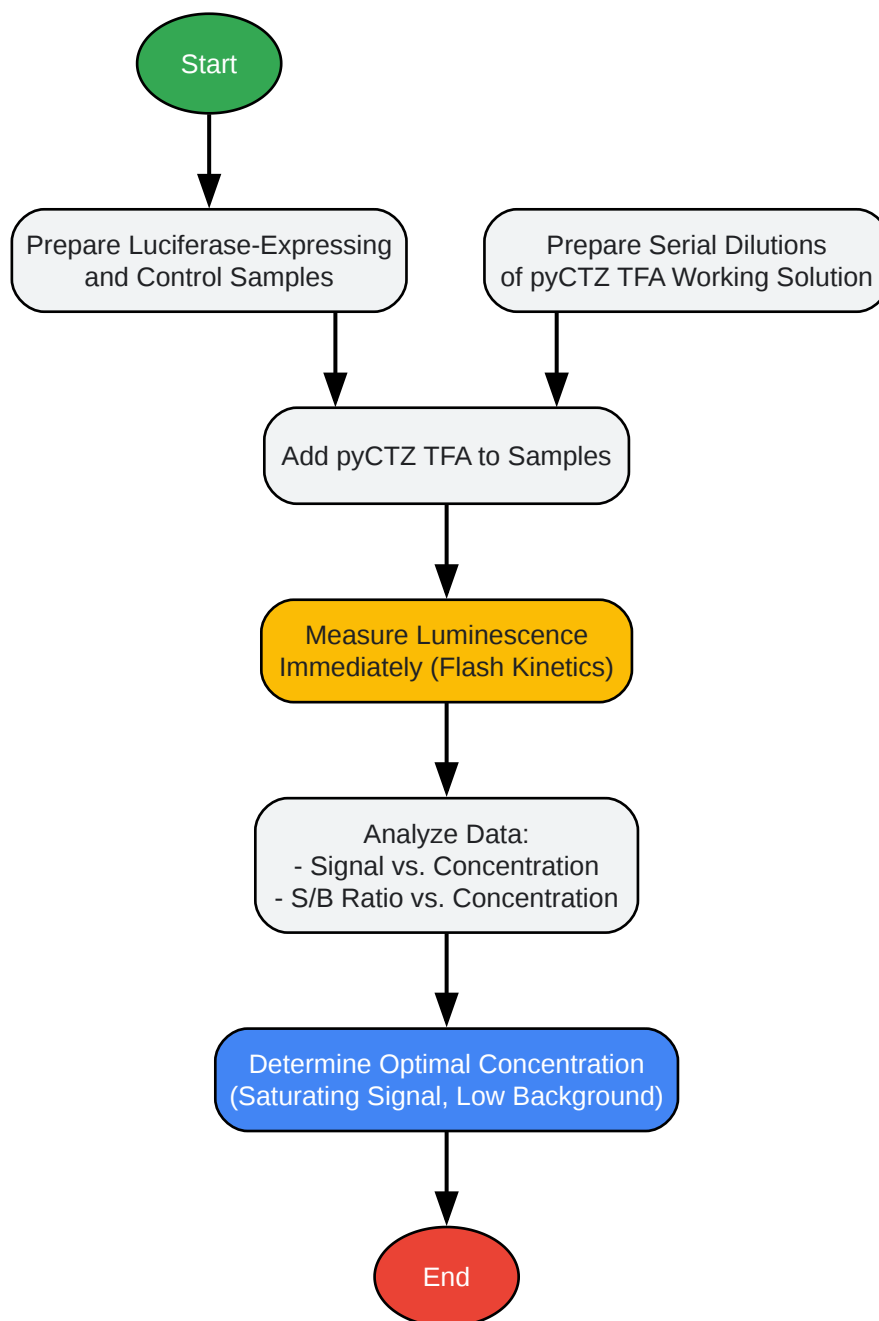 Start
Prepare Luciferase-Expressing
and Control Samples
Prepare Serial Dilutions
of pyCTZ TFA Working Solution
Add pyCTZ TFA to Samples
Measure Luminescence
Immediately (Flash Kinetics)
Analyze Data:
- Signal vs. Concentration
- S/B Ratio vs. Concentration
Determine Optimal Concentration
(Saturating Signal, Low Background)
End